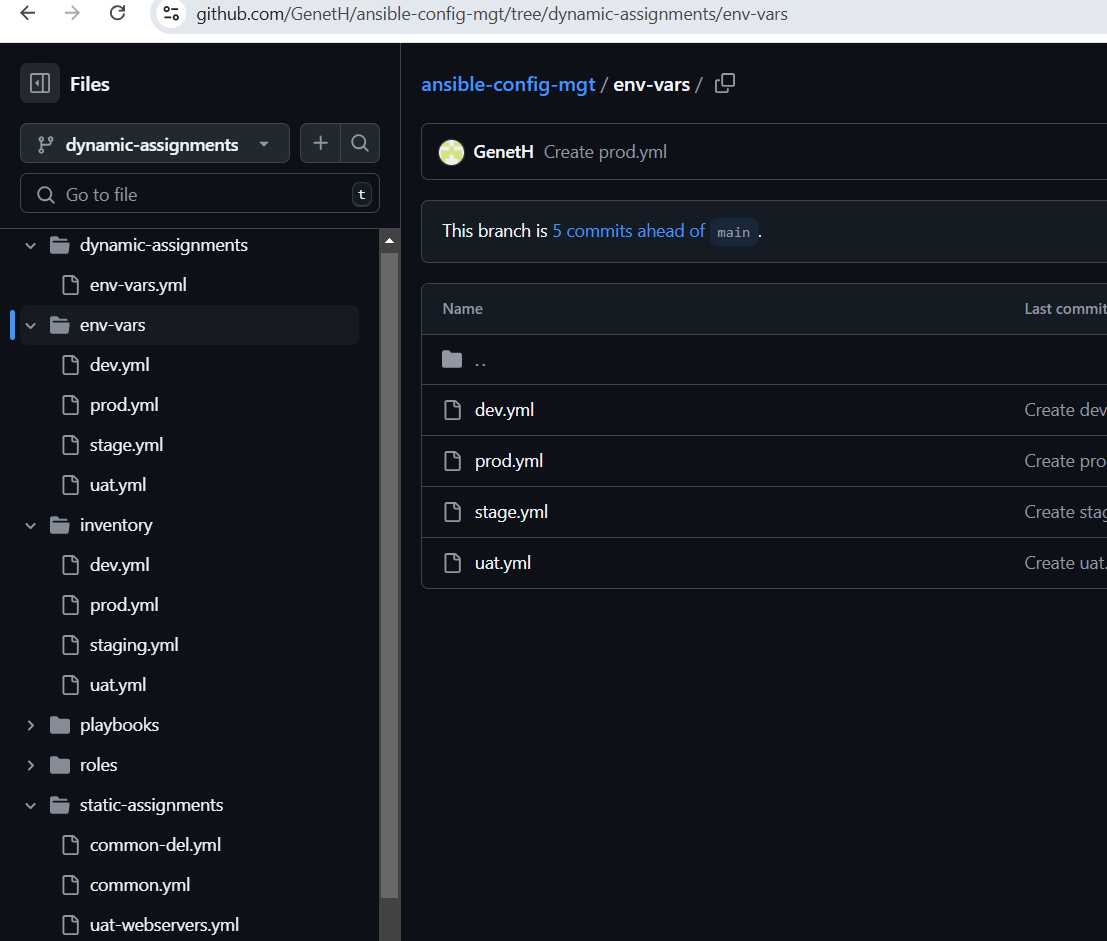 github.com/GenetH/ansible-config-mgt/tree/dynamic-assignments/env-vars
Files
dynamic-assignments
Go to file
t
dynamic-assignments
env-vars.yml
env-vars
dev.yml
prod.yml
stage.yml
uat.yml
inventory
dev.yml
prod.yml
staging.yml
uat.yml
playbooks
roles
static-assignments
common-del.yml
common.yml
uat-webservers.yml
ansible-config-mgt / env-vars /
GenetH Create prod.yml
This branch is 5 commits ahead of main .
Name Last commit
..
dev.yml Create dev
prod.yml Create pro
stage.yml Create stag
uat.yml Create uat.